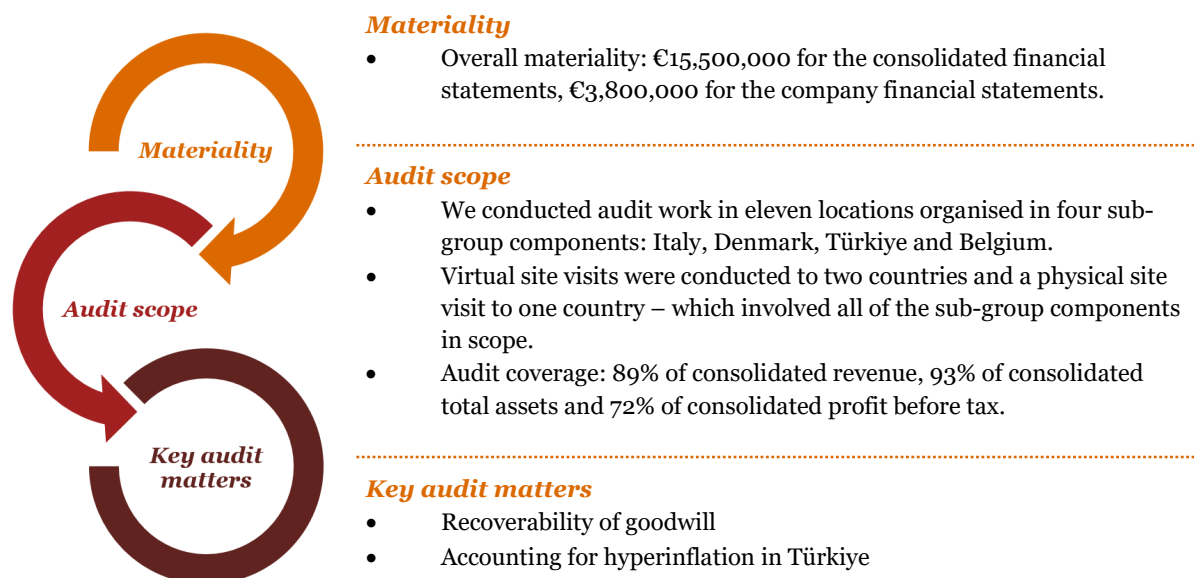 Materiality
Audit scope
Key audit
matters
Materiality
• Overall materiality: €15,500,000 for the consolidated financial
statements, €3,800,000 for the company financial statements.
Audit scope
• We conducted audit work in eleven locations organised in four sub-
group components: Italy, Denmark, Türkiye and Belgium.
• Virtual site visits were conducted to two countries and a physical site
visit to one country – which involved all of the sub-group components
in scope.
• Audit coverage: 89% of consolidated revenue, 93% of consolidated
total assets and 72% of consolidated profit before tax.
Key audit matters
• Recoverability of goodwill
• Accounting for hyperinflation in Türkiye